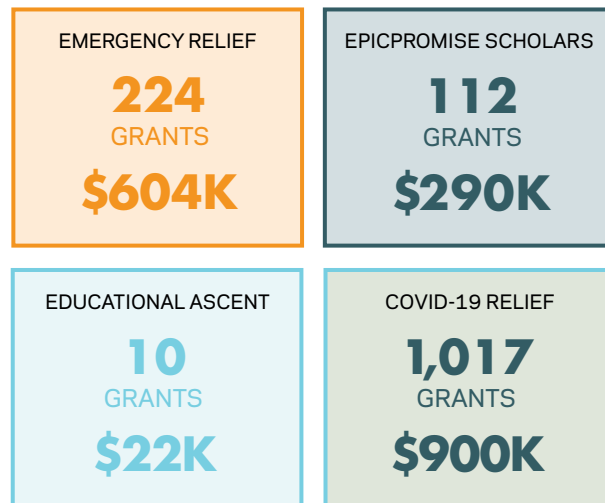 EMERGENCY RELIEF
224
GRANTS
$604K
EPICPROMISE SCHOLARS
112
GRANTS
$290K
EDUCATIONAL ASCENT
10
GRANTS
$22K
COVID-19 RELIEF
1,017
GRANTS
$900K